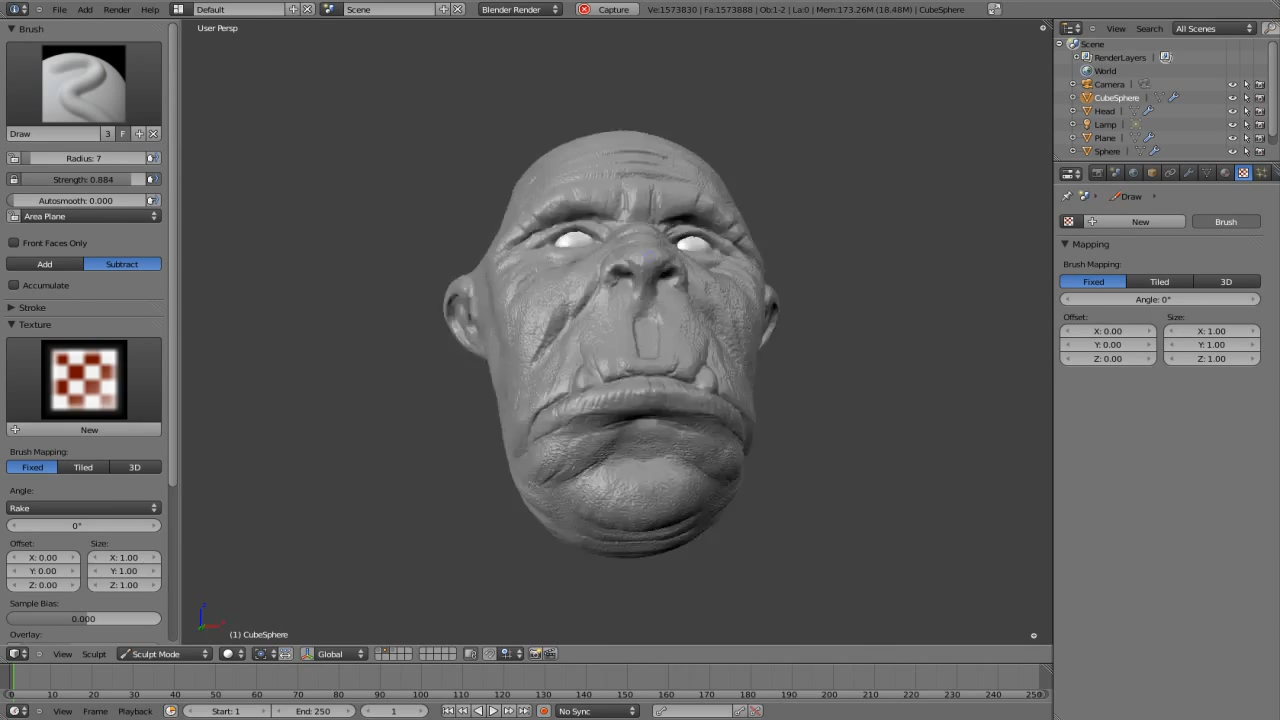 File Add Render Window Help Default Scene Blender Render Capture Ve:1573830 | Fa:1573888 | Ob:1-2 | La:0 | Mem:173.26M (18.48M) | CubeSphere
Brush
Draw 3 F
Radius: 7
Strength: 0.884
Autosmooth: 0.000
Area Plane
Front Faces Only
Add Subtract
Accumulate
Stroke
Texture
New
Brush Mapping:
Fixed Tiled 3D
Angle:
Rake
0°
Offset: Size:
X: 0.00 X: 1.00
Y: 0.00 Y: 1.00
Z: 0.00 Z: 1.00
Sample Bias:
0.000
Overlay:
User Persp
(1) CubeSphere
View Sculpt Sculpt Mode Global
View Search All Scenes
Scene
RenderLayers
World
Camera
CubeSphere
Head
Lamp
Plane
Sphere
Draw
New Brush
Mapping
Brush Mapping:
Fixed Tiled 3D
Angle: 0°
Offset: Size:
X: 0.00 X: 1.00
Y: 0.00 Y: 1.00
Z: 0.00 Z: 1.00
0 10 20 30 40 50 60 70 80 90 100 110 120 130 140 150 160 170 180 190 200 210 220 230 240 250
View Frame Playback Start: 1 End: 250 1 No Sync